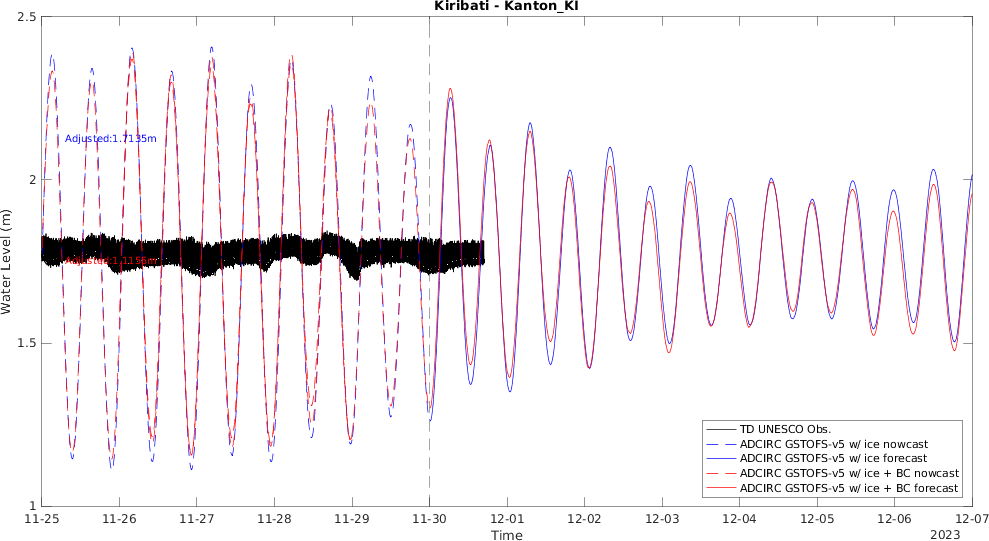 Kiribati - Kanton_KI
2.5
2
1.5
1
Water Level (m)
Adjusted:1.7135m
Adjusted:1.1156m
TD UNESCO Obs.
ADCIRC GSTOFS-v5 w/ ice nowcast
ADCIRC GSTOFS-v5 w/ ice forecast
ADCIRC GSTOFS-v5 w/ ice + BC nowcast
ADCIRC GSTOFS-v5 w/ ice + BC forecast
11-25 11-26 11-27 11-28 11-29 11-30 12-01 12-02 12-03 12-04 12-05 12-06 12-07
Time
2023